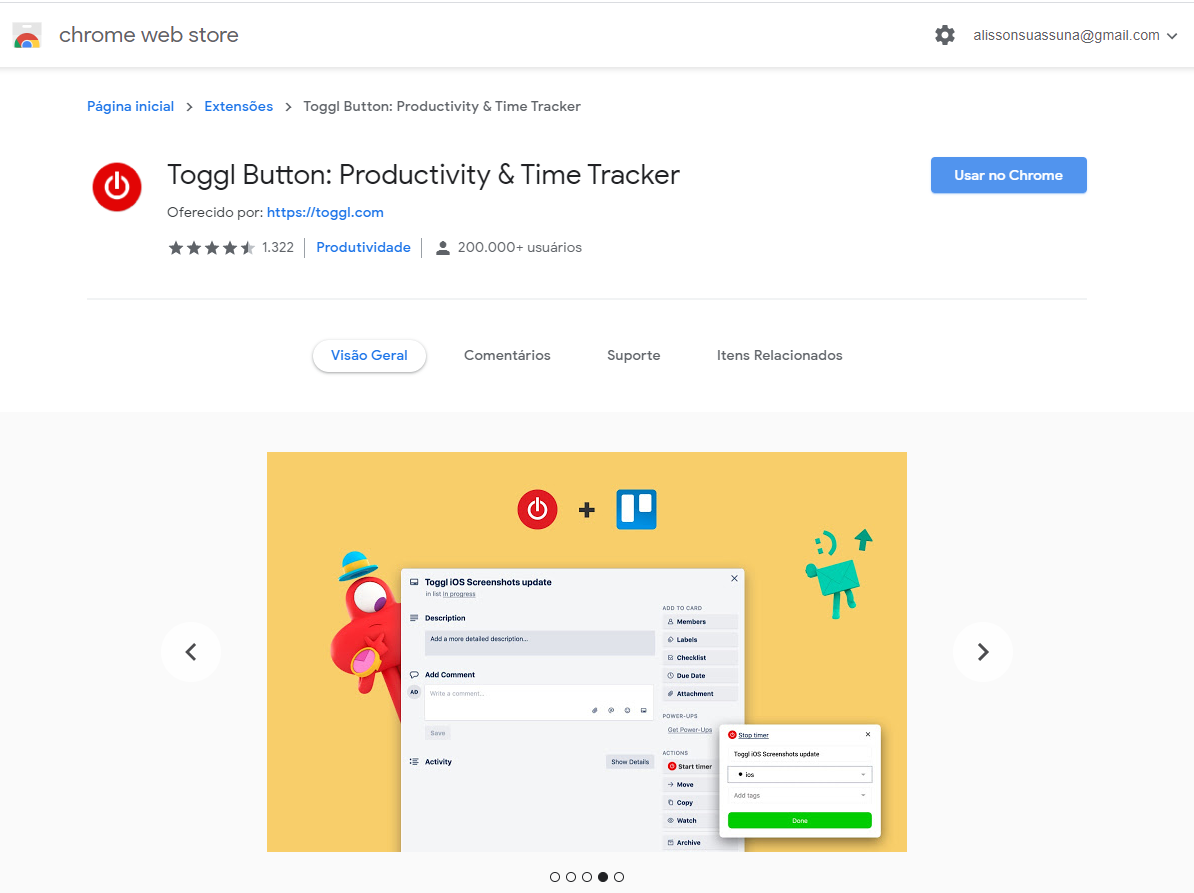 chrome web store
alissonsuassuna@gmail.com
Página inicial
Extensões
Toggl Button: Productivity & Time Tracker
Toggl Button: Productivity & Time Tracker
Usar no Chrome
Oferecido por: https://toggl.com
1.322
Produtividade
200.000+ usuários
Visão Geral
Comentários
Suporte
Itens Relacionados
Toggl iOS Screenshots update
in list in progress
Description
Add a more detailed description...
Add Comment
AD
Write a comment...
Save
Activity
Show Details
ADD TO CARD
Members
Labels
Checklist
Due Date
Attachment
POWER-UPS
Get Power-Ups
ACTIONS
Start timer
Move
Copy
Watch
Archive
Stop timer
Toggl iOS Screenshots update
ios
Add tags
Done